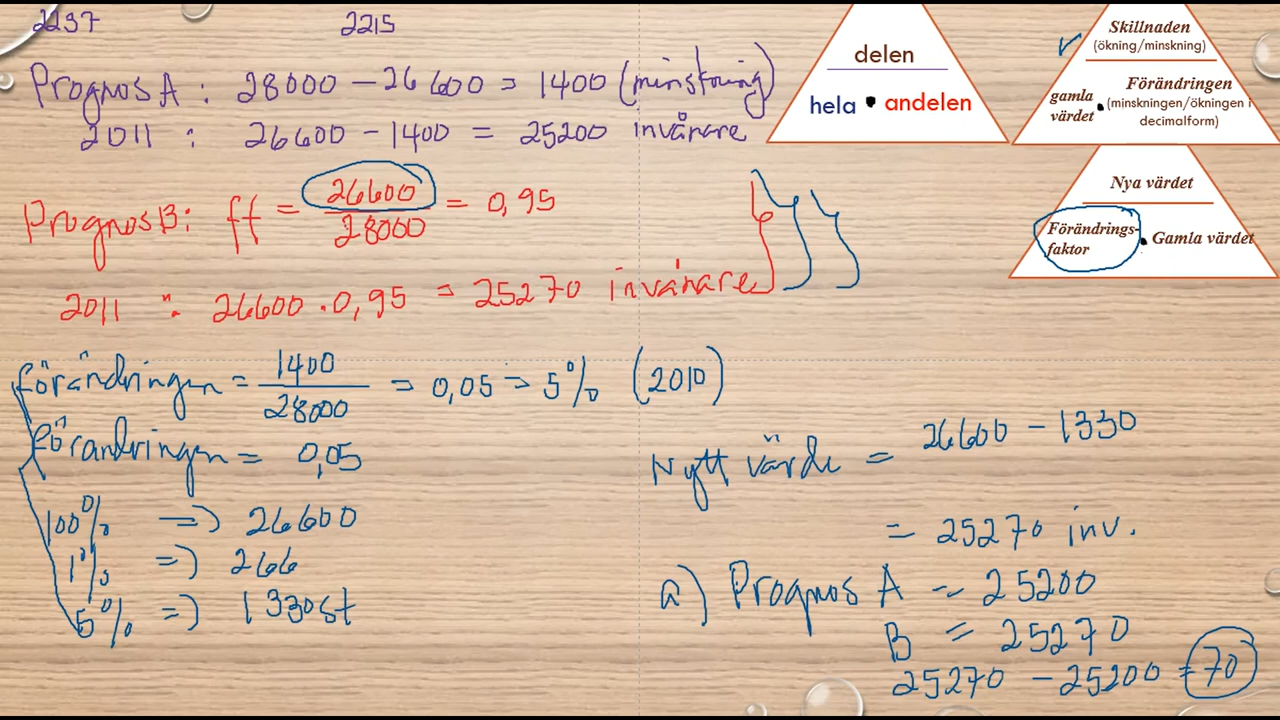 2237 2215
Prognos A : 28000 - 26600 = 1400 (minskning)
2011 : 26600 - 1400 = 25200 invånare
Prognos B: ff = 26600 / 28000 = 0,95
2011 : 26600 · 0,95 = 25270 invånare
förändringen = 1400 / 28000 = 0,05 = 5% (2010)
förändringen = 0,05
100% => 26600
1% => 266
5% => 1330st
Nytt värde = 26600 - 1330
= 25270 inv.
a) Prognos A = 25200
B = 25270
25270 - 25200 = 70
delen
hela · andelen
Skillnaden
(ökning/minskning)
gamla värdet · Förändringen
(minskningen/ökningen i
decimalform)
Nya värdet
Förändrings-
faktor · Gamla värdet